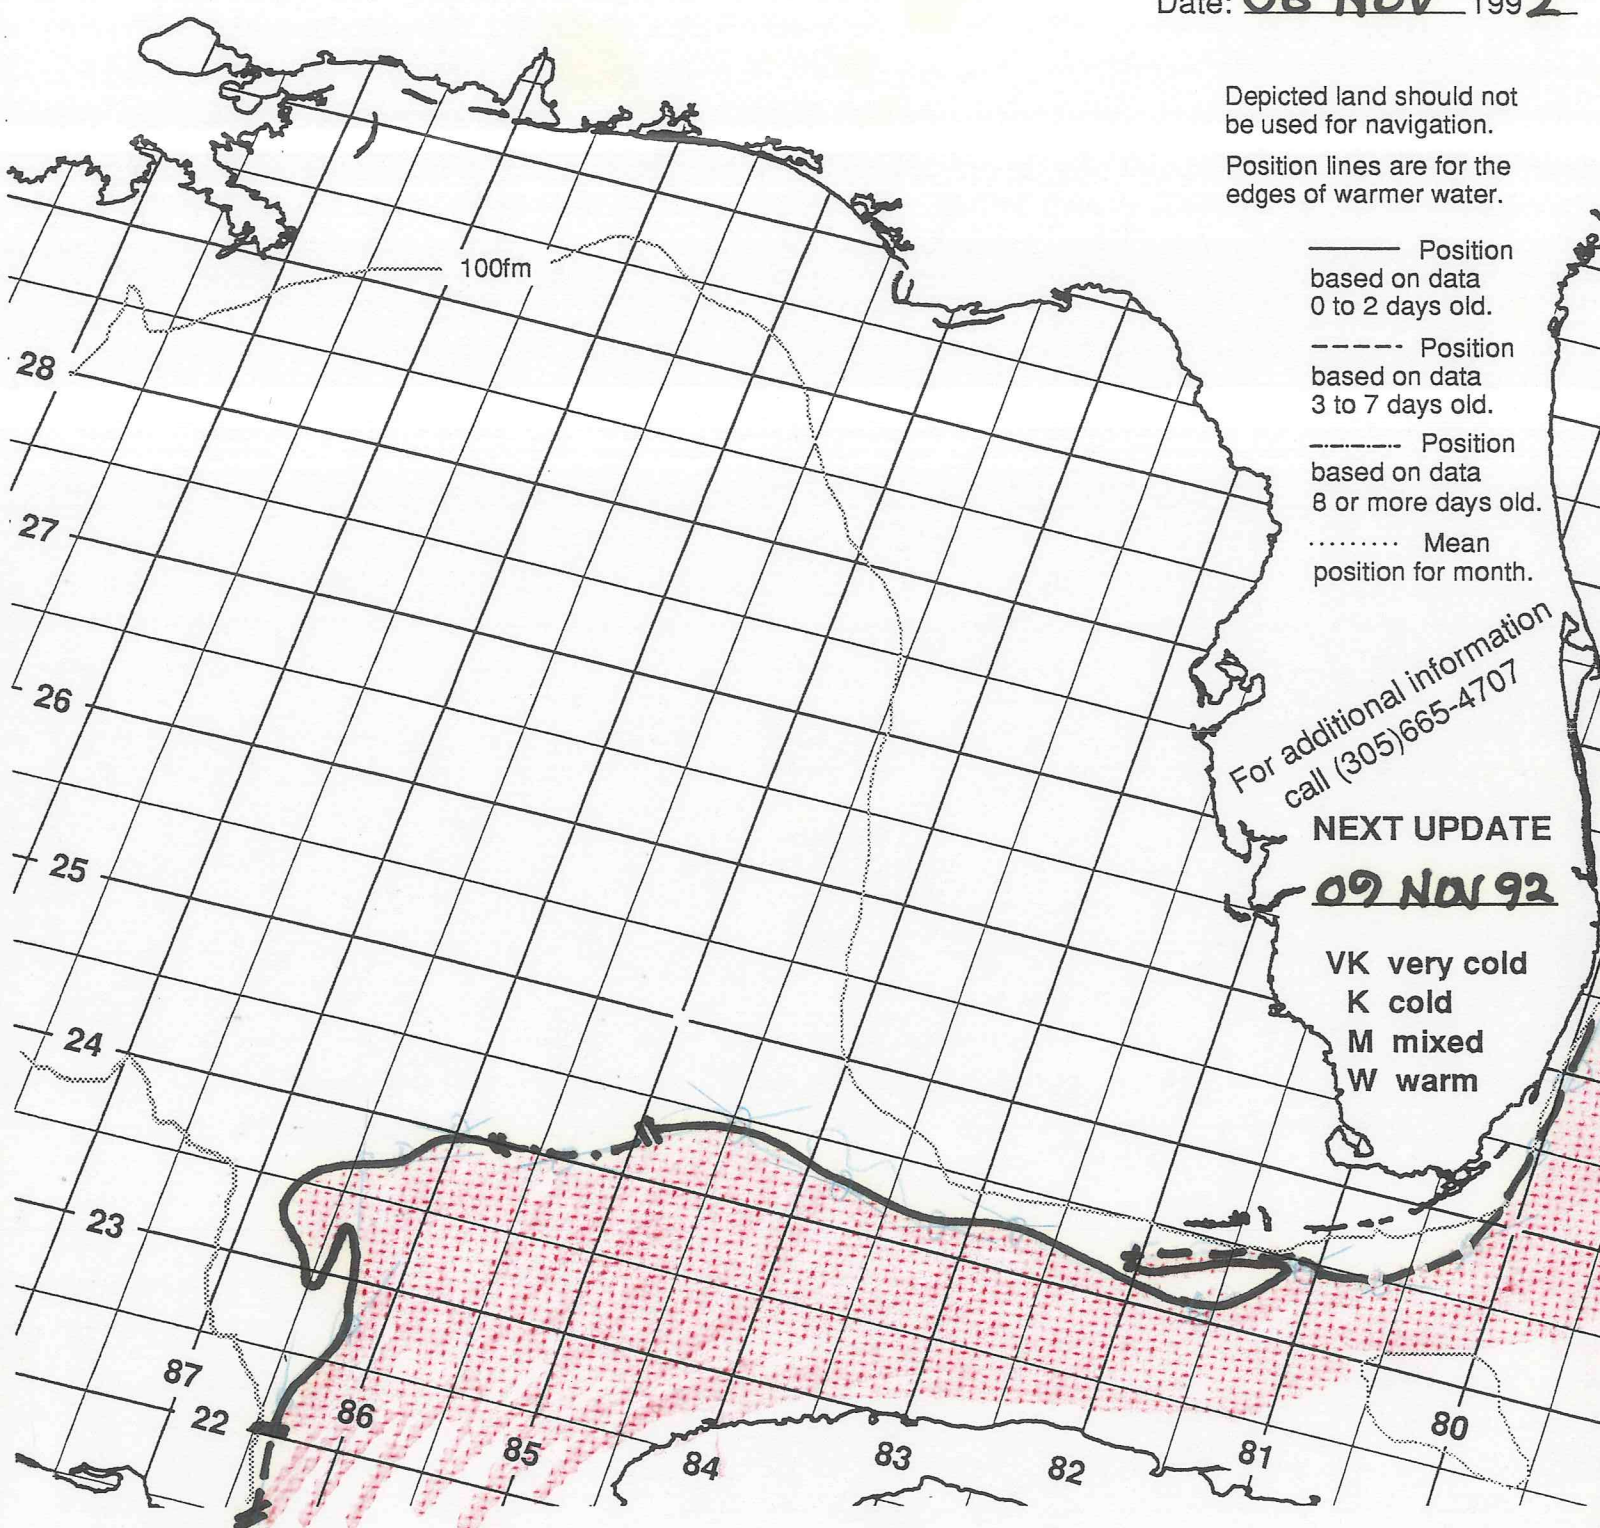 Date: 08 NOV 1992
Depicted land should not
be used for navigation.
Position lines are for the
edges of warmer water.
Position
based on data
0 to 2 days old.
Position
based on data
3 to 7 days old.
Position
based on data
8 or more days old.
Mean
position for month.
For additional information
call (305)665-4707
NEXT UPDATE
09 NOV 92
VK very cold
K cold
M mixed
W warm
100fm
28
27
26
25
24
23
22
87
86
85
84
83
82
81
80